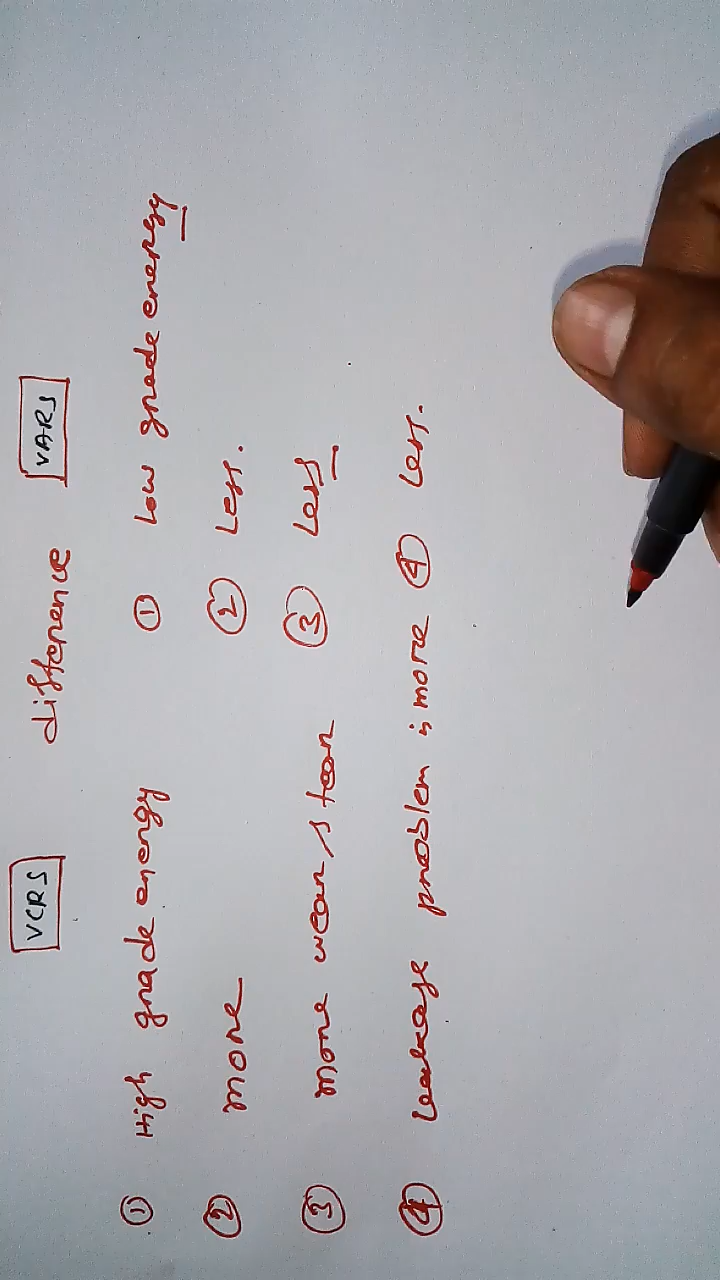 VCRS difference VARS
① High grade energy ① Low grade energy
② more ② Less.
③ more wear, tear ③ Less
④ Leakage problem is more ④ Less.